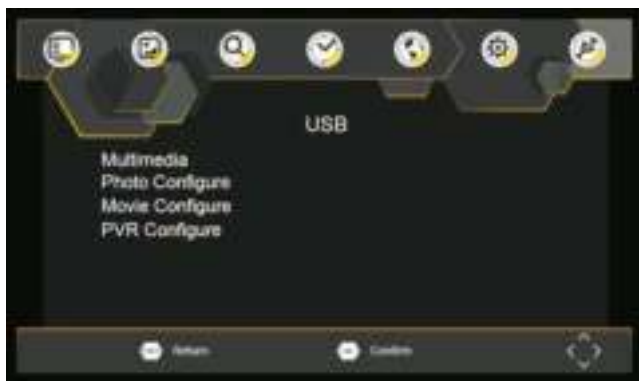 USB
Multimedia
Photo Configure
Movie Configure
PVR Configure
Return
Confirm